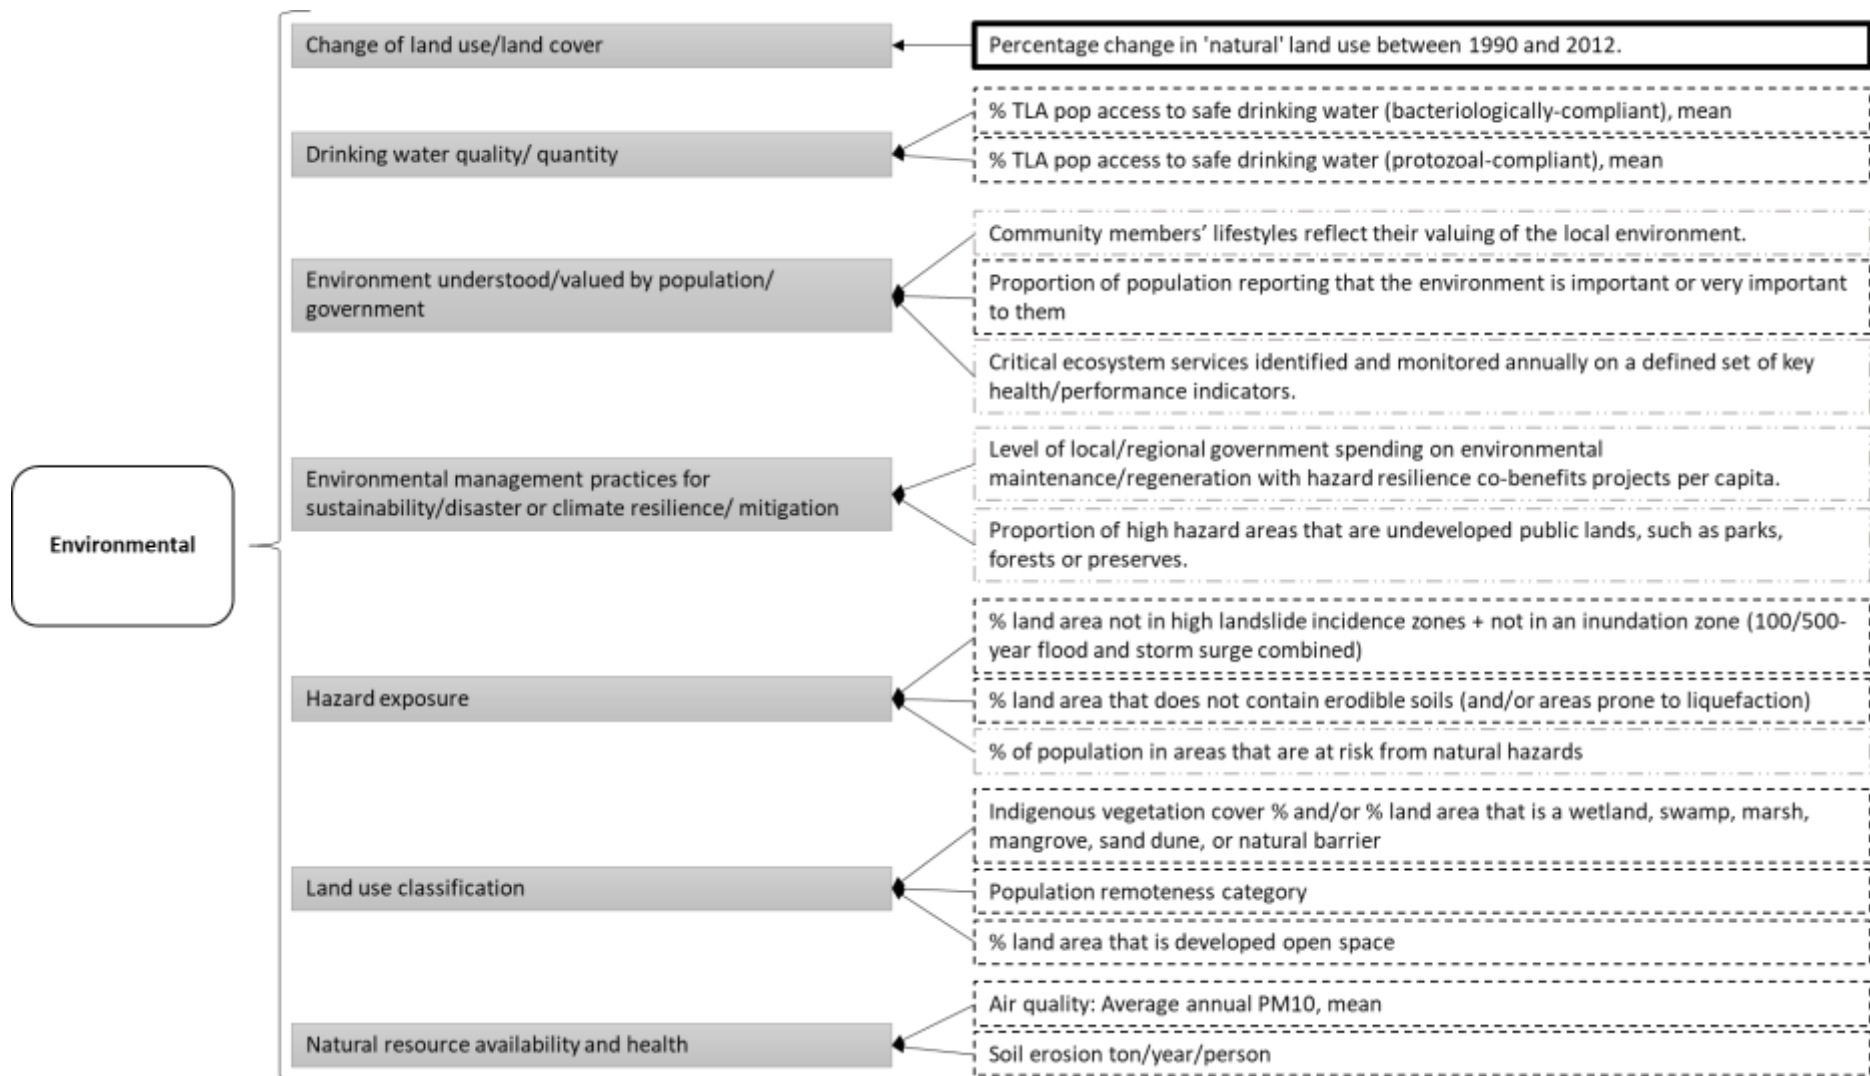 Change of land use/land cover
Percentage change in 'natural' land use between 1990 and 2012.
Drinking water quality/ quantity
% TLA pop access to safe drinking water (bacteriologically-compliant), mean
% TLA pop access to safe drinking water (protozoal-compliant), mean
Environment understood/valued by population/
government
Community members’ lifestyles reflect their valuing of the local environment.
Proportion of population reporting that the environment is important or very important
to them
Critical ecosystem services identified and monitored annually on a defined set of key
health/performance indicators.
Environmental
Environmental management practices for
sustainability/disaster or climate resilience/ mitigation
Level of local/regional government spending on environmental
maintenance/regeneration with hazard resilience co-benefits projects per capita.
Proportion of high hazard areas that are undeveloped public lands, such as parks,
forests or preserves.
Hazard exposure
% land area not in high landslide incidence zones + not in an inundation zone (100/500-
year flood and storm surge combined)
% land area that does not contain erodible soils (and/or areas prone to liquefaction)
% of population in areas that are at risk from natural hazards
Land use classification
Indigenous vegetation cover % and/or % land area that is a wetland, swamp, marsh,
mangrove, sand dune, or natural barrier
Population remoteness category
% land area that is developed open space
Natural resource availability and health
Air quality: Average annual PM10, mean
Soil erosion ton/year/person